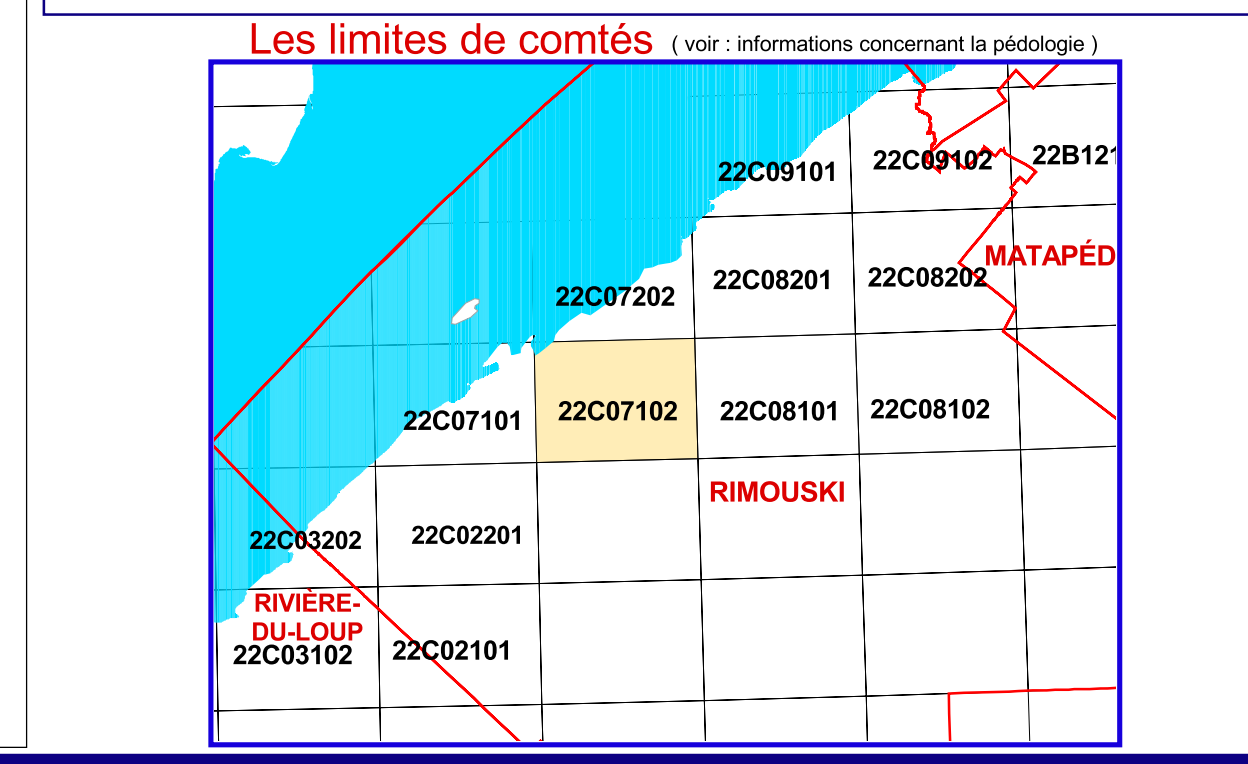 Les limites de comtés ( voir : informations concernant la pédologie )
22C09101
22C09102
22B121
MATAPÉD
22C07202
22C08201
22C08202
22C07101
22C07102
22C08101
22C08102
RIMOUSKI
22C03202
22C02201
RIVIÈRE-
DU-LOUP
22C03102
22C02101